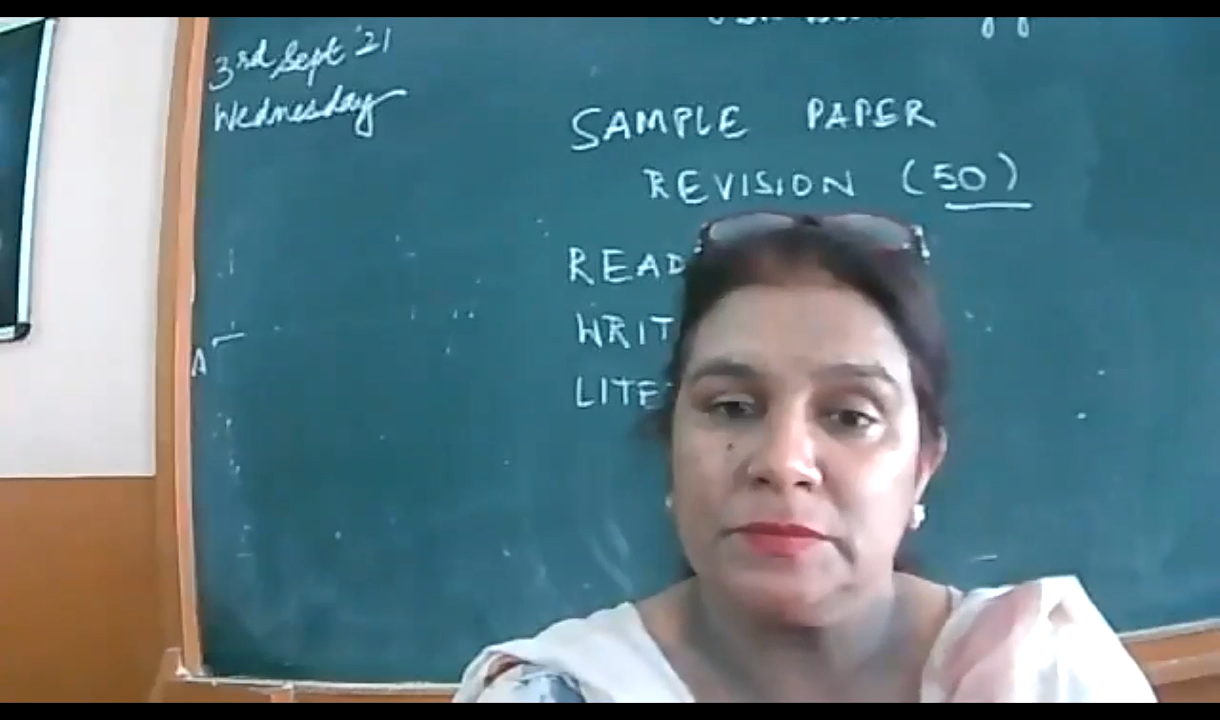 3rd Sept '21
Wednesday
SAMPLE PAPER
REVISION (50)
READ
WRIT
LITE
A